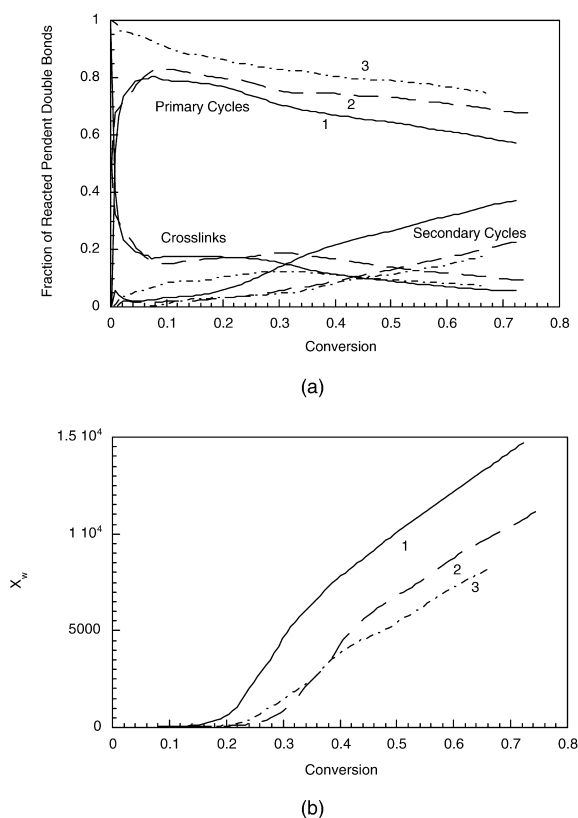 1
0.8
0.6
0.4
0.2
0
Fraction of Reacted Pendent Double Bonds
3
2
1
Primary Cycles
Crosslinks
Secondary Cycles
0 0.1 0.2 0.3 0.4 0.5 0.6 0.7 0.8
Conversion
(a)
1.5 10⁴
1 10⁴
5000
0
Xw
1
2
3
0 0.1 0.2 0.3 0.4 0.5 0.6 0.7 0.8
Conversion
(b)